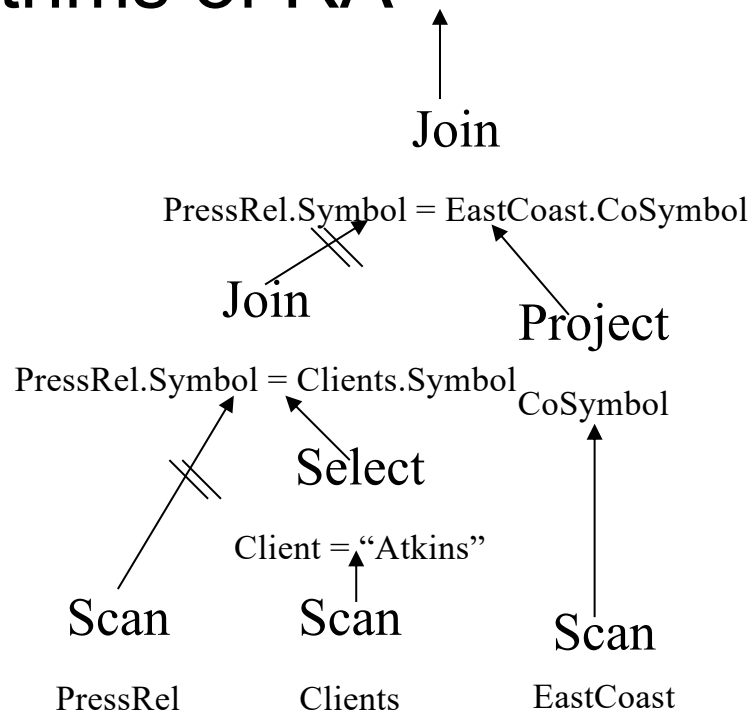 of RA
Join
PressRel.Symbol = EastCoast.CoSymbol
Join
Project
PressRel.Symbol = Clients.Symbol
CoSymbol
Select
Client = “Atkins”
Scan
Scan
Scan
PressRel
Clients
EastCoast